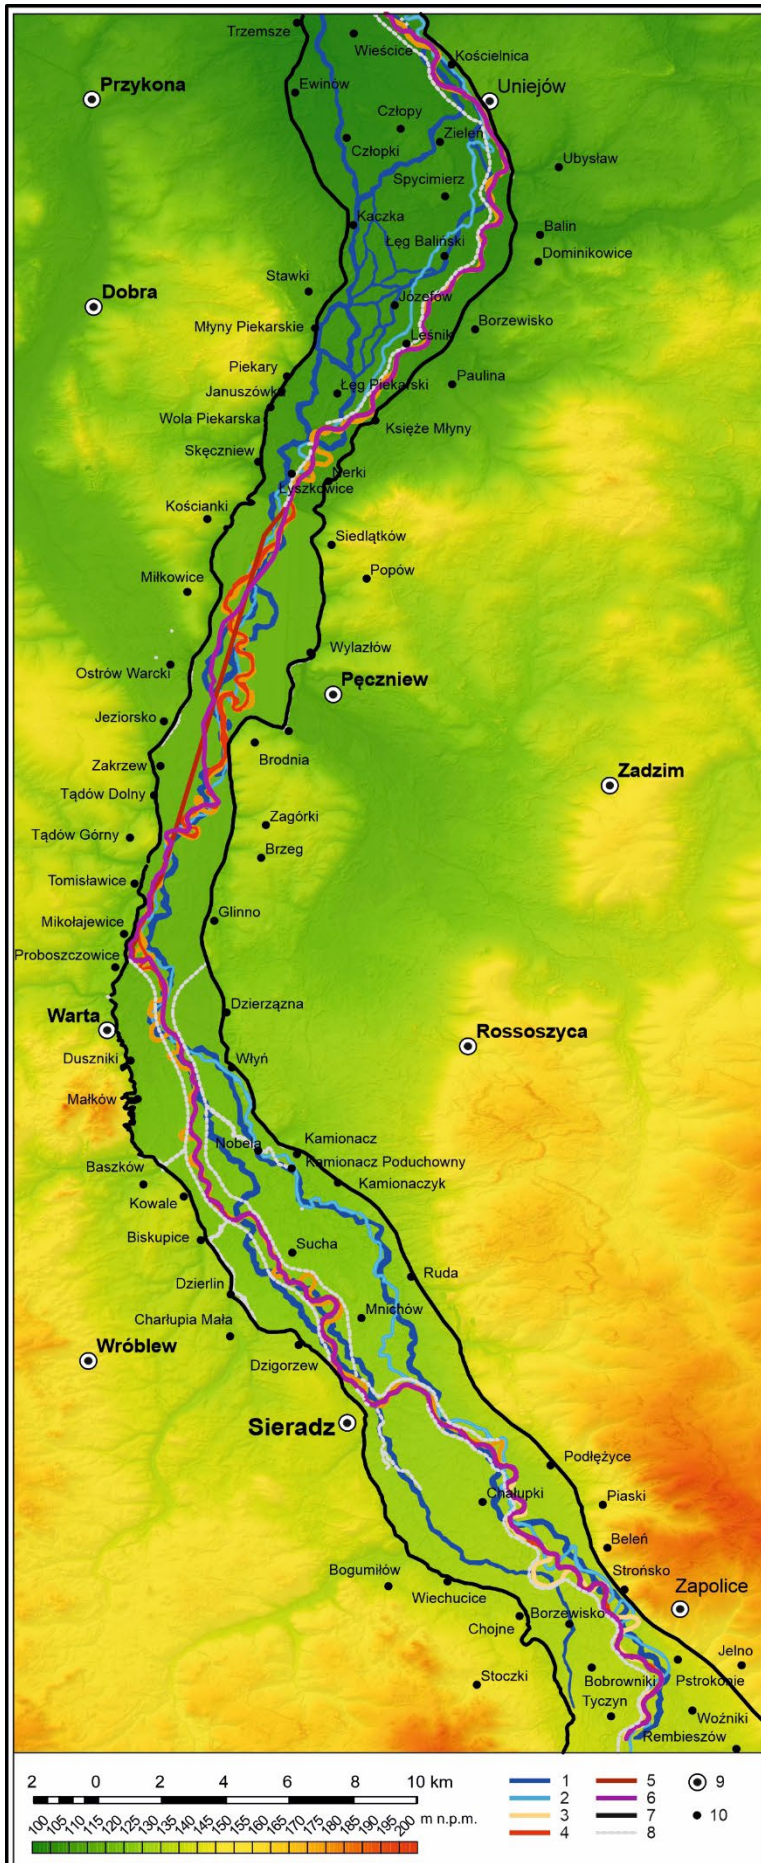 Trzemsze
Wieścice
Kościelnica
Przykona
Ewinów
Uniejów
Człopy
Człopki
Zieleń
Ubysław
Spycimierz
Kaczka
Balin
Łęg Baliński
Dominikowice
Stawki
Dobra
Józefów
Młyny Piekarskie
Borzewisko
Leśnik
Piekary
Januszówka
Łęg Piekarski
Paulina
Wola Piekarska
Księże Młyny
Skęczniew
Nerki
Łyszkowice
Kościanki
Siedlątków
Popów
Miłkowice
Wylazłów
Ostrów Warcki
Pęczniew
Jeziorsko
Brodnia
Zakrzew
Zadzim
Tądów Dolny
Zagórki
Tądów Górny
Brzeg
Tomisławice
Glinno
Mikołajewice
Proboszczowice
Dzierzązna
Warta
Rossoszyca
Duszniki
Włyń
Małków
Nobela
Kamionacz
Kamionacz Poduchowny
Baszków
Kamionaczyk
Kowale
Biskupice
Sucha
Ruda
Dzierlin
Mnichów
Charłupia Mała
Wróblew
Dzigorzew
Sieradz
Podłężyce
Chałupki
Piaski
Beleń
Bogumiłów
Strońsko
Wiechucice
Zapolice
Chojne
Borzewisko
Jelno
Stoczki
Bobrowniki
Pstrokonie
Tyczyn
Woźniki
Rembieszów
2 0 2 4 6 8 10 km
100 105 110 115 120 125 130 135 140 145 150 155 160 165 170 175 180 185 190 195 200 m n.p.m.
1 5 9
2 6
3 7 10
4 8